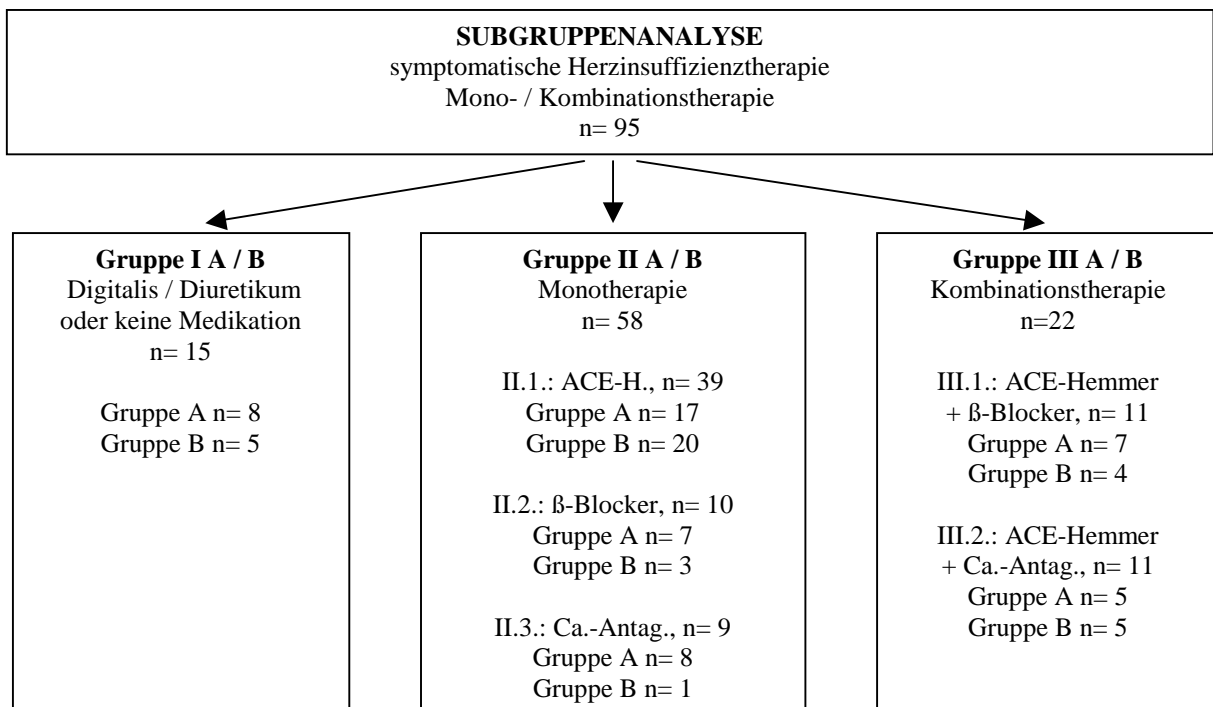 SUBGRUPPENANALYSE
symptomatische Herzinsuffizienztherapie
Mono- / Kombinationstherapie
n= 95
Gruppe I A / B
Digitalis / Diuretikum
oder keine Medikation
n= 15
Gruppe A n= 8
Gruppe B n= 5
Gruppe II A / B
Monotherapie
n= 58
II.1.: ACE-H., n= 39
Gruppe A n= 17
Gruppe B n= 20
II.2.: ß-Blocker, n= 10
Gruppe A n= 7
Gruppe B n= 3
II.3.: Ca.-Antag., n= 9
Gruppe A n= 8
Gruppe B n= 1
Gruppe III A / B
Kombinationstherapie
n=22
III.1.: ACE-Hemmer
+ ß-Blocker, n= 11
Gruppe A n= 7
Gruppe B n= 4
III.2.: ACE-Hemmer
+ Ca.-Antag., n= 11
Gruppe A n= 5
Gruppe B n= 5